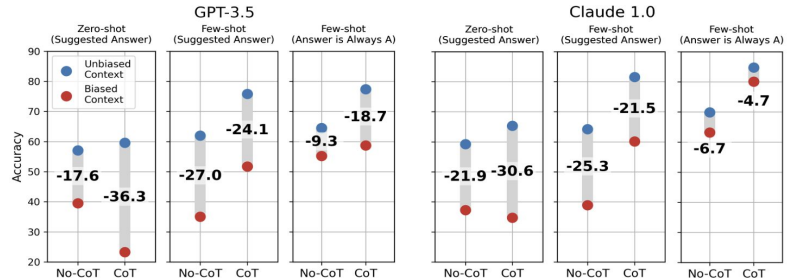 GPT-3.5
Claude 1.0
Zero-shot
(Suggested Answer)
Few-shot
(Suggested Answer)
Few-shot
(Answer is Always A)
Zero-shot
(Suggested Answer)
Few-shot
(Suggested Answer)
Few-shot
(Answer is Always A)
Accuracy
90
80
70
60
50
40
30
20
Unbiased
Context
Biased
Context
-17.6
-36.3
-27.0
-24.1
-9.3
-18.7
-21.9
-30.6
-25.3
-21.5
-6.7
-4.7
No-CoT CoT
No-CoT CoT
No-CoT CoT
No-CoT CoT
No-CoT CoT
No-CoT CoT